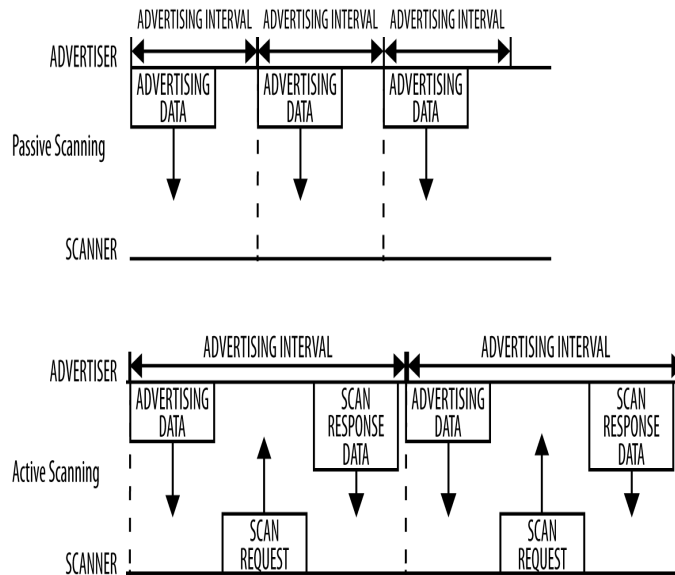 ADVERTISING INTERVAL ADVERTISING INTERVAL ADVERTISING INTERVAL
ADVERTISER
ADVERTISING DATA
ADVERTISING DATA
ADVERTISING DATA
Passive Scanning
SCANNER
ADVERTISING INTERVAL ADVERTISING INTERVAL
ADVERTISER
ADVERTISING DATA
SCAN RESPONSE DATA
ADVERTISING DATA
SCAN RESPONSE DATA
Active Scanning
SCAN REQUEST
SCAN REQUEST
SCANNER